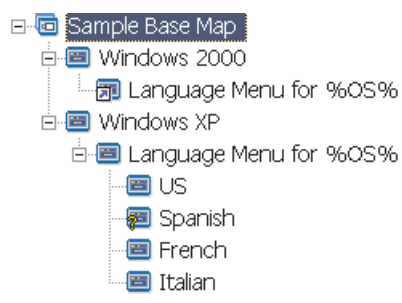 Sample Base Map
Windows 2000
Language Menu for %OS%
Windows XP
Language Menu for %OS%
US
Spanish
French
Italian